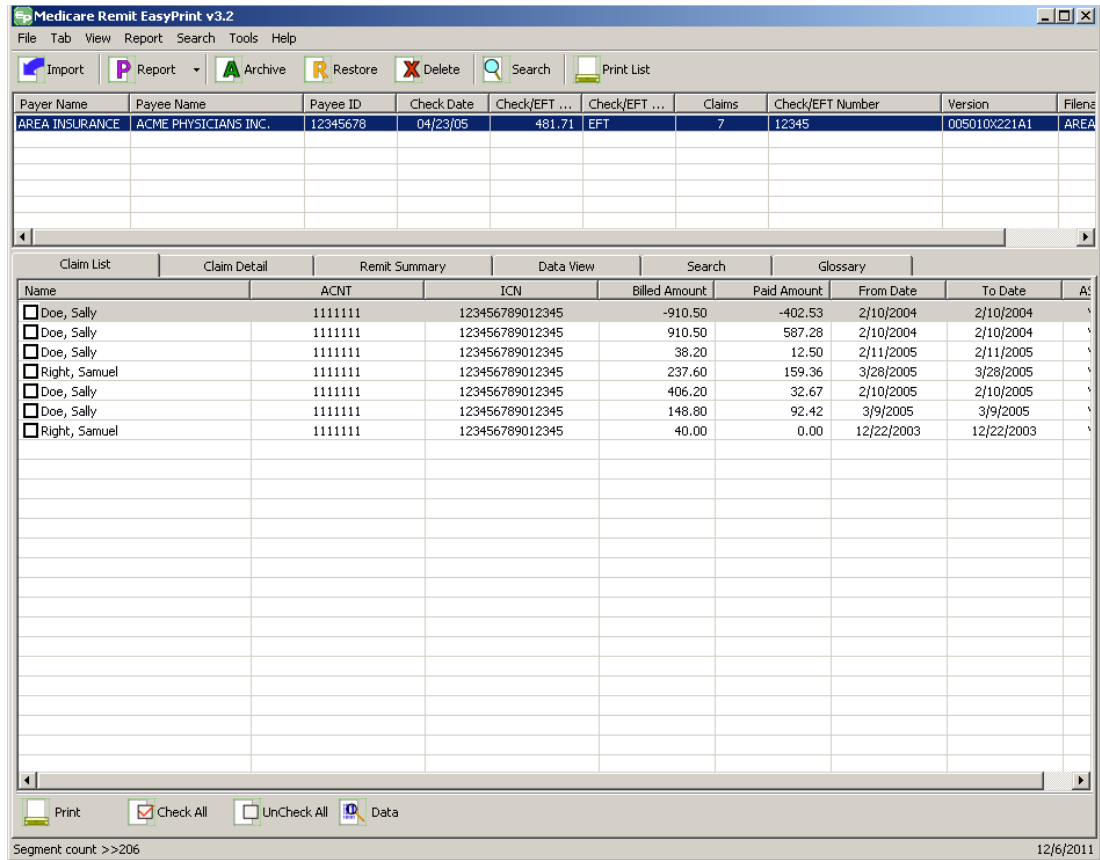 Medicare Remit EasyPrint v3.2
File Tab View Report Search Tools Help
Import P Report A Archive R Restore X Delete Search Print List
Payer Name Payee Name Payee ID Check Date Check/EFT ... Check/EFT ... Claims Check/EFT Number Version Filena
AREA INSURANCE ACME PHYSICIANS INC. 12345678 04/23/05 481.71 EFT 7 12345 005010X221A1 AREA
Claim List Claim Detail Remit Summary Data View Search Glossary
Name ACNT ICN Billed Amount Paid Amount From Date To Date AS
Doe, Sally 1111111 123456789012345 -910.50 -402.53 2/10/2004 2/10/2004
Doe, Sally 1111111 123456789012345 910.50 587.28 2/10/2004 2/10/2004
Doe, Sally 1111111 123456789012345 38.20 12.50 2/11/2005 2/11/2005
Right, Samuel 1111111 123456789012345 237.60 159.36 3/28/2005 3/28/2005
Doe, Sally 1111111 123456789012345 406.20 32.67 2/10/2005 2/10/2005
Doe, Sally 1111111 123456789012345 148.80 92.42 3/9/2005 3/9/2005
Right, Samuel 1111111 123456789012345 40.00 0.00 12/22/2003 12/22/2003
Print Check All UnCheck All Data
Segment count >>206 12/6/2011